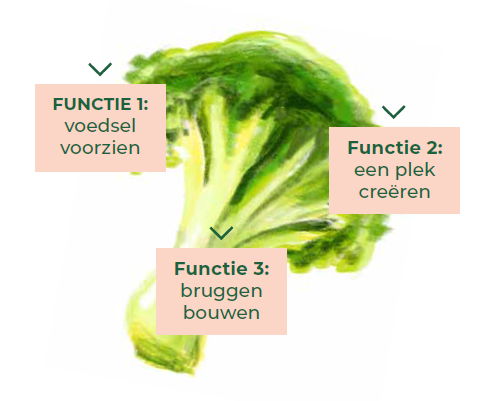 FUNCTIE 1:
voedsel
voorzien
Functie 2:
een plek
creëren
Functie 3:
bruggen
bouwen